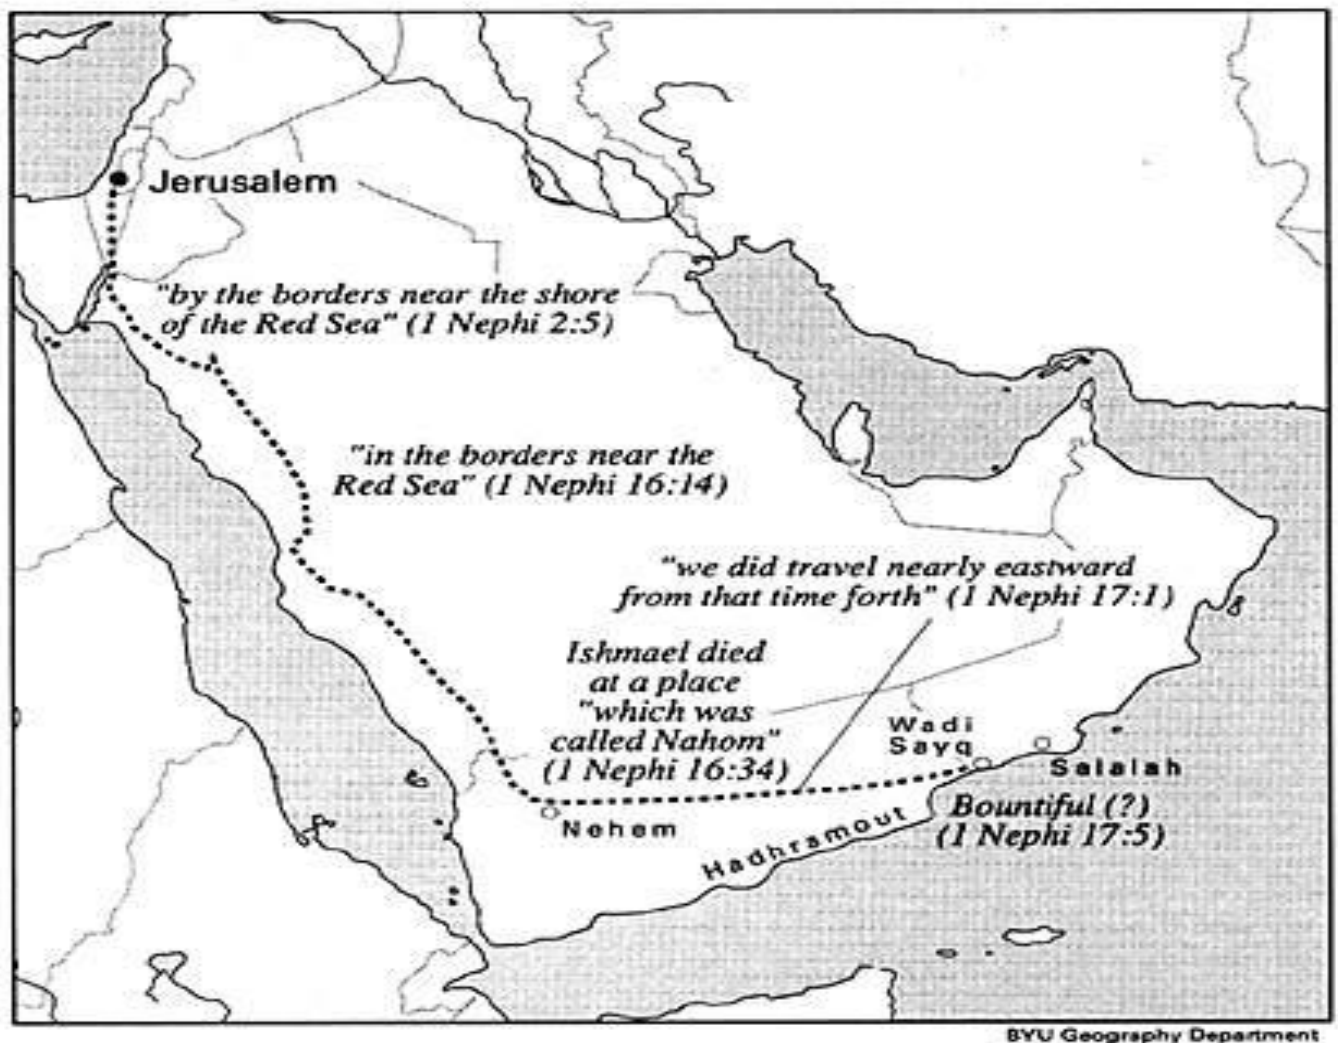 Jerusalem
"by the borders near the shore
of the Red Sea" (1 Nephi 2:5)
"in the borders near the
Red Sea" (1 Nephi 16:14)
"we did travel nearly eastward
from that time forth" (1 Nephi 17:1)
Ishmael died
at a place
"which was
called Nahom"
(1 Nephi 16:34)
Wadi
Sayq
Salalah
Bountiful (?)
(1 Nephi 17:5)
Nehem
Hadhramout
BYU Geography Department